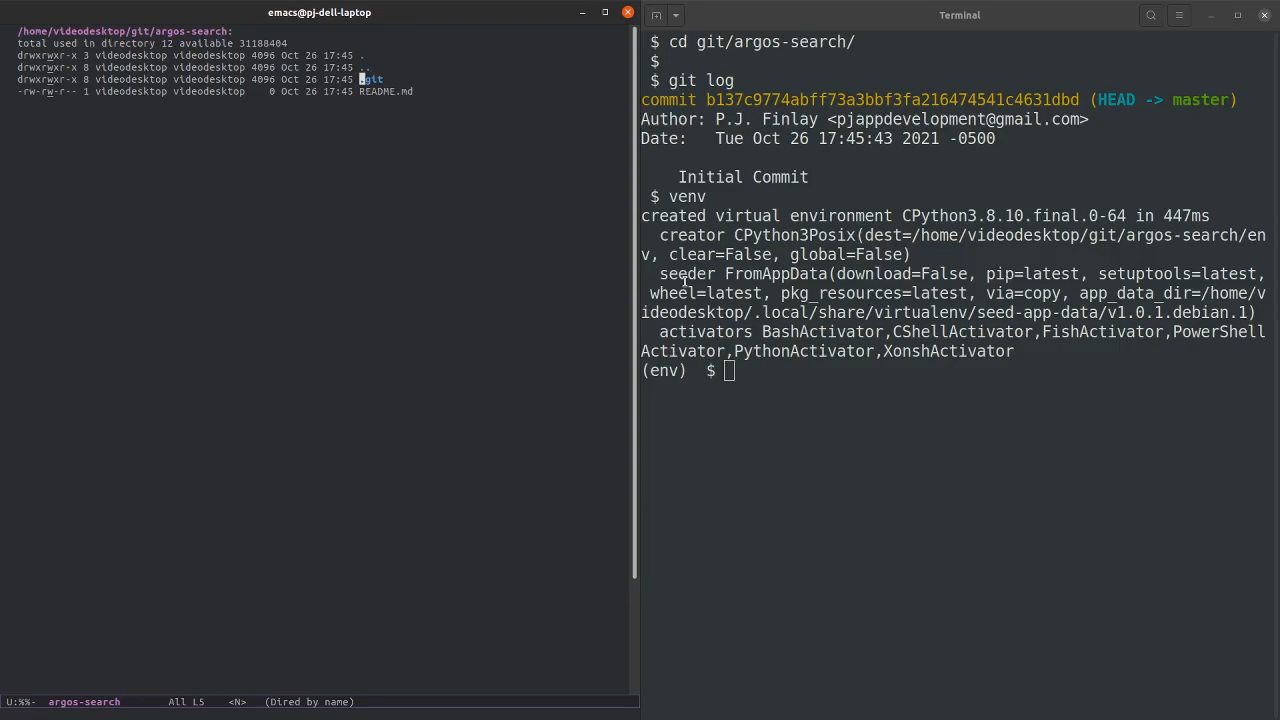 emacs@pj-dell-laptop
/home/videodesktop/git/argos-search:
total used in directory 12 available 31188404
drwxrwxr-x 3 videodesktop videodesktop 4096 Oct 26 17:45 .
drwxrwxr-x 8 videodesktop videodesktop 4096 Oct 26 17:45 ..
drwxrwxr-x 8 videodesktop videodesktop 4096 Oct 26 17:45 .git
-rw-rw-r-- 1 videodesktop videodesktop    0 Oct 26 17:45 README.md
U:%%-  argos-search        All L5    <N>   (Dired by name)
Terminal
$ cd git/argos-search/
$
$ git log
commit b137c9774abff73a3bbf3fa216474541c4631dbd (HEAD -> master)
Author: P.J. Finlay <pjappdevelopment@gmail.com>
Date:   Tue Oct 26 17:45:43 2021 -0500
    Initial Commit
$ venv
created virtual environment CPython3.8.10.final.0-64 in 447ms
  creator CPython3Posix(dest=/home/videodesktop/git/argos-search/en
v, clear=False, global=False)
  seeder FromAppData(download=False, pip=latest, setuptools=latest,
 wheel=latest, pkg_resources=latest, via=copy, app_data_dir=/home/v
ideodesktop/.local/share/virtualenv/seed-app-data/v1.0.1.debian.1)
  activators BashActivator,CShellActivator,FishActivator,PowerShell
Activator,PythonActivator,XonshActivator
(env)  $